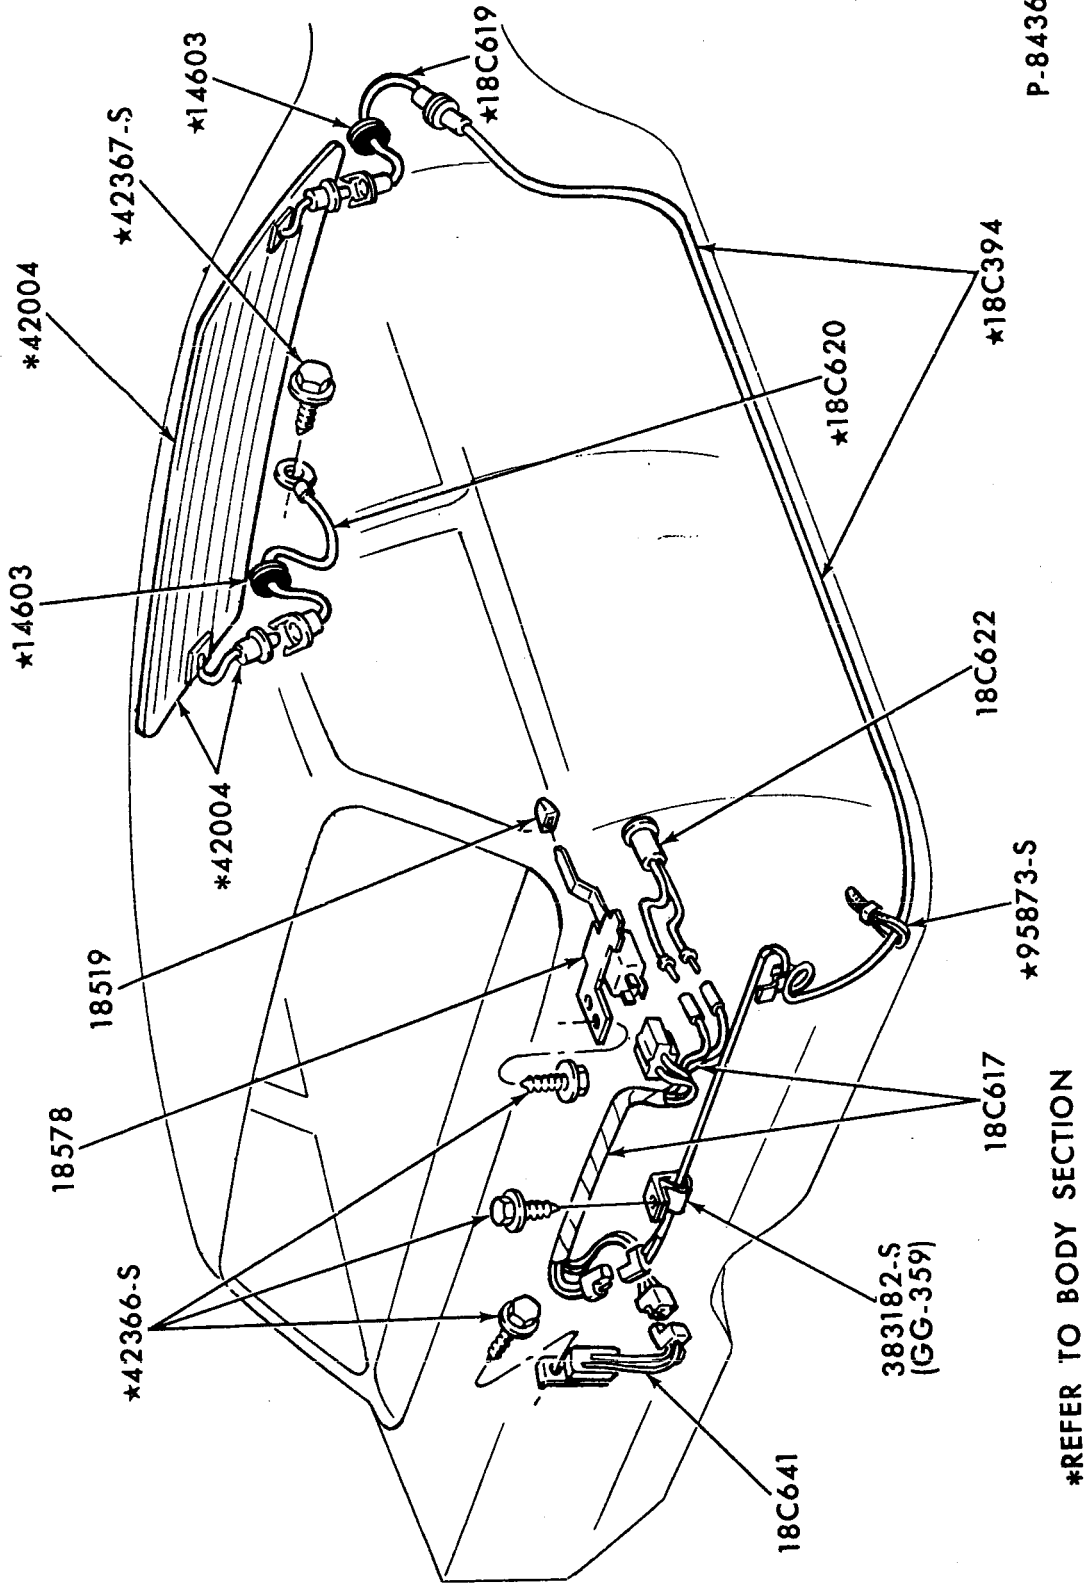 ★42366-S
18578
18519
*42004
★14603
*42004
★42367-S
★14603
★18C619
18C641
383182-S
(GG-359)
18C617
★95873-S
18C622
★18C620
★18C394
*REFER TO BODY SECTION
P-8436